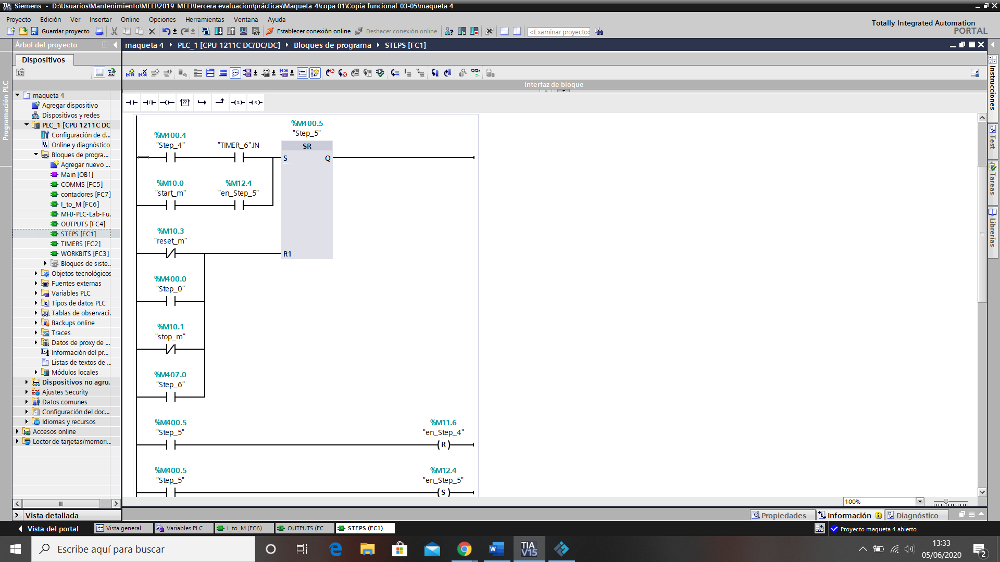 Siemens - D:\Usuarios\Mantenimiento\MEEI\2019 MEEI\tercera evaluacion\prácticas\Maqueta 4\copa 01\Copia funcional 03-05\maqueta 4
Proyecto Edición Ver Insertar Online Opciones Herramientas Ventana Ayuda
Totally Integrated Automation
PORTAL
Guardar proyecto
Establecer conexión online
Deshacer conexión online
<Examinar proyecto>
Árbol del proyecto
maqueta 4 PLC_1 [CPU 1211C DC/DC/DC] Bloques de programa STEPS [FC1]
Dispositivos
Programación PLC
Interfaz de bloque
maqueta 4
Agregar dispositivo
Dispositivos y redes
PLC_1 [CPU 1211C DC
Configuración de d...
Online y diagnóstico
Bloques de progra...
Agregar nuevo ...
Main [OB1]
COMMS [FC5]
contadores [FC7]
I_to_M [FC6]
MHJ-PLC-Lab-Fu.
OUTPUTS [FC4]
STEPS [FC1]
TIMERS [FC2]
WORKBITS [FC3]
Bloques de siste..
Objetos tecnológicos
Fuentes externas
Variables PLC
Tipos de datos PLC
Tablas de observaci.
Backups online
Traces
Datos de proxy de ...
Información del pr...
Listas de textos de ...
Módulos locales
Dispositivos no agru.
Ajustes Security
Datos comunes
Configuración del doc...
Idiomas y recursos
Accesos online
Lector de tarjetas/memori...
Vista detallada
%M400.5
"Step_5"
%M400.4
"Step_4"
"TIMER_6".IN
SR
S Q
%M10.0 %M12.4
"start_m" "en_Step_5"
%M10.3
"reset_m"
R1
%M400.0
"Step_0"
%M10.1
"stop_m"
%M407.0
"Step_6"
%M400.5 %M11.6
"Step_5" "en_Step_4"
R
%M400.5 %M12.4
"Step_5" "en_Step_5"
S
Instrucciones
Test
Tareas
Librerías
100%
Propiedades Información Diagnóstico
Vista del portal
Vista general
Variables PLC
I_to_M (FC6)
OUTPUTS (FC...
STEPS (FC1)
Proyecto maqueta 4 abierto.
Escribe aquí para buscar
TIA
V15
13:33
05/06/2020
2